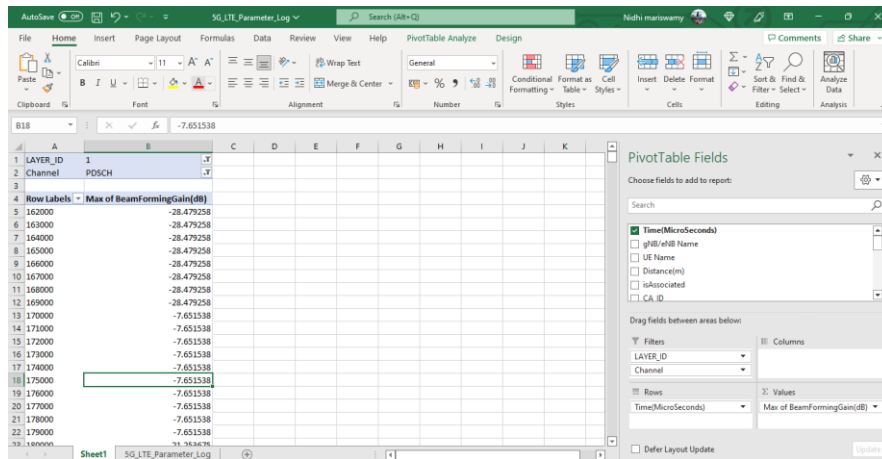 AutoSave Off 5G_LTE_Parameter_Log Search (Alt+Q) Nidhi mariswamy
File Home Insert Page Layout Formulas Data Review View Help PivotTable Analyze Design Comments Share
Paste
Calibri 11
B I U
Wrap Text
Merge & Center
General
Conditional Formatting
Format as Table
Cell Styles
Insert Delete Format
Sort & Filter
Find & Select
Analyze Data
Clipboard Font Alignment Number Styles Cells Editing Analysis
B18 fx -7.651538
A B C D E F G H I J K
1 LAYER_ID 1
2 Channel PDSCH
3
4 Row Labels Max of BeamFormingGain(dB)
5 162000 -28.479258
6 163000 -28.479258
7 164000 -28.479258
8 165000 -28.479258
9 166000 -28.479258
10 167000 -28.479258
11 168000 -28.479258
12 169000 -28.479258
13 170000 -7.651538
14 171000 -7.651538
15 172000 -7.651538
16 173000 -7.651538
17 174000 -7.651538
18 175000 -7.651538
19 176000 -7.651538
20 177000 -7.651538
21 178000 -7.651538
22 179000 -7.651538
Sheet1 5G_LTE_Parameter_Log
PivotTable Fields
Choose fields to add to report:
Search
Time(MicroSeconds)
gNB/eNB Name
UE Name
Distance(m)
isAssociated
CA_ID
Drag fields between areas below:
Filters Columns
LAYER_ID
Channel
Rows Values
Time(MicroSeconds) Max of BeamFormingGain(dB)
Defer Layout Update Update